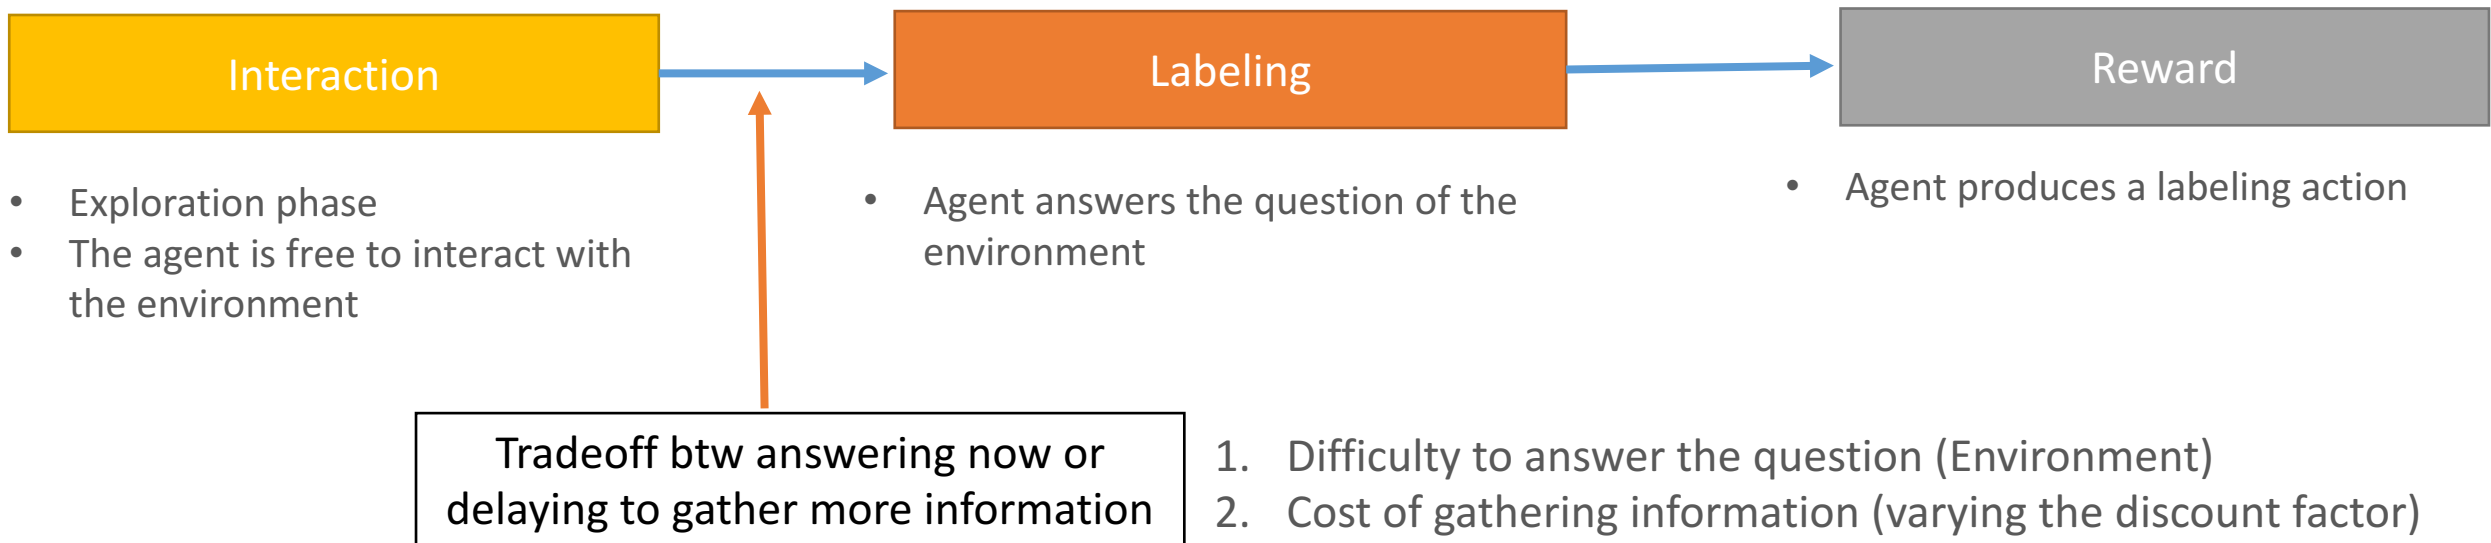 Interaction
Labeling
Reward
• Exploration phase
• The agent is free to interact with
the environment
• Agent answers the question of the
environment
• Agent produces a labeling action
Tradeoff btw answering now or
delaying to gather more information
1. Difficulty to answer the question (Environment)
2. Cost of gathering information (varying the discount factor)